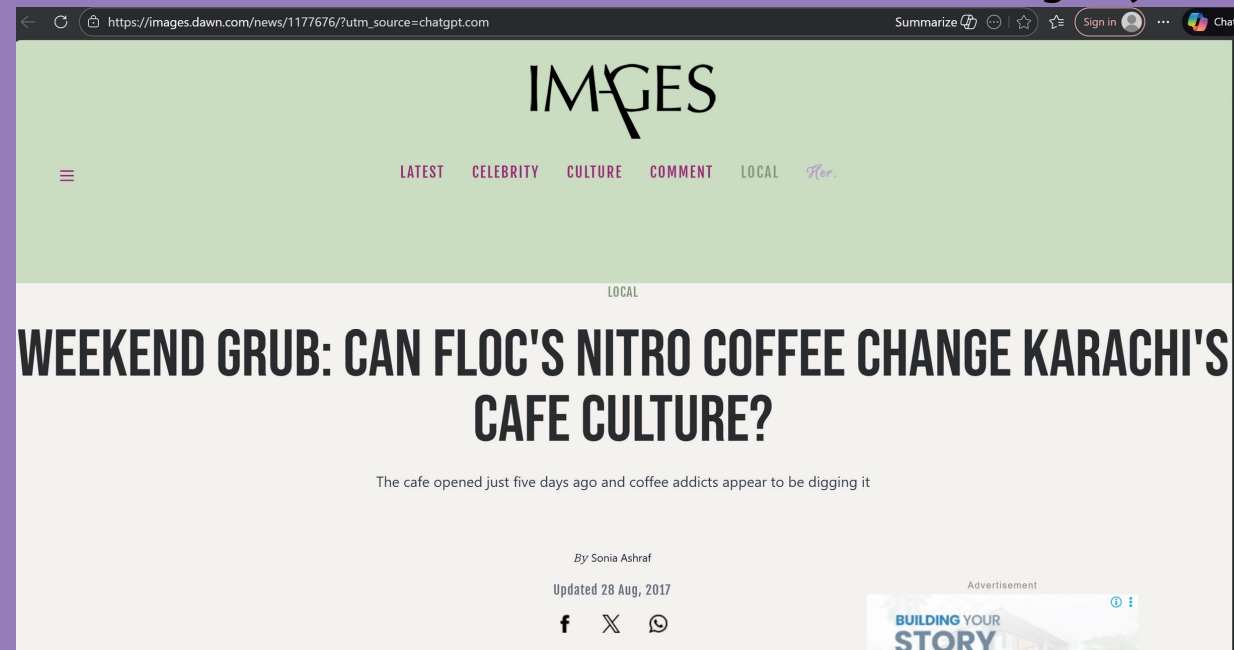 https://images.dawn.com/news/1177676/?utm_source=chatgpt.com
Summarize
Sign in
Chat
IMAGES
LATEST CELEBRITY CULTURE COMMENT LOCAL Her.
LOCAL
WEEKEND GRUB: CAN FLOC'S NITRO COFFEE CHANGE KARACHI'S
CAFE CULTURE?
The cafe opened just five days ago and coffee addicts appear to be digging it
By Sonia Ashraf
Updated 28 Aug, 2017
Advertisement
BUILDING YOUR
STORY